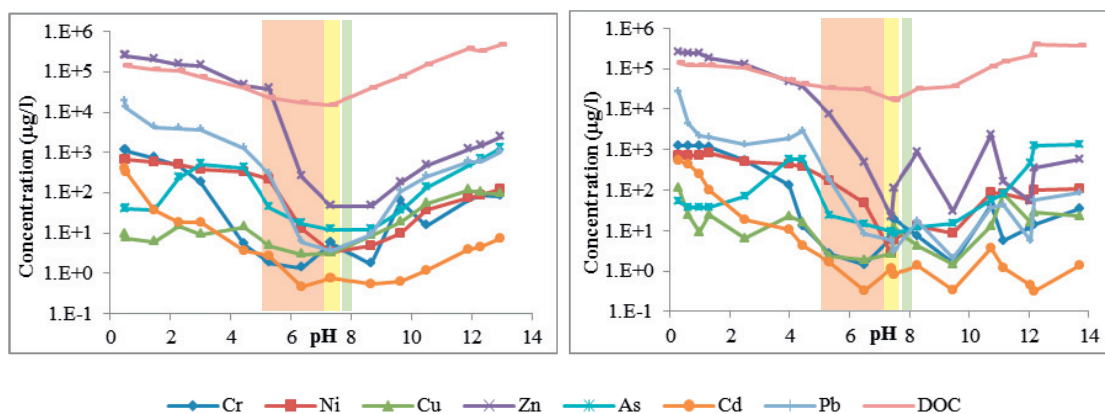 1.E+6
1.E+5
1.E+4
1.E+3
1.E+2
1.E+1
1.E+0
1.E-1
Concentration (µg/l)
0 2 4 6 pH 8 10 12 14
1.E+6
1.E+5
1.E+4
1.E+3
1.E+2
1.E+1
1.E+0
1.E-1
Concentration (µg/l)
0 2 4 6 pH 8 10 12 14
Cr Ni Cu Zn As Cd Pb DOC